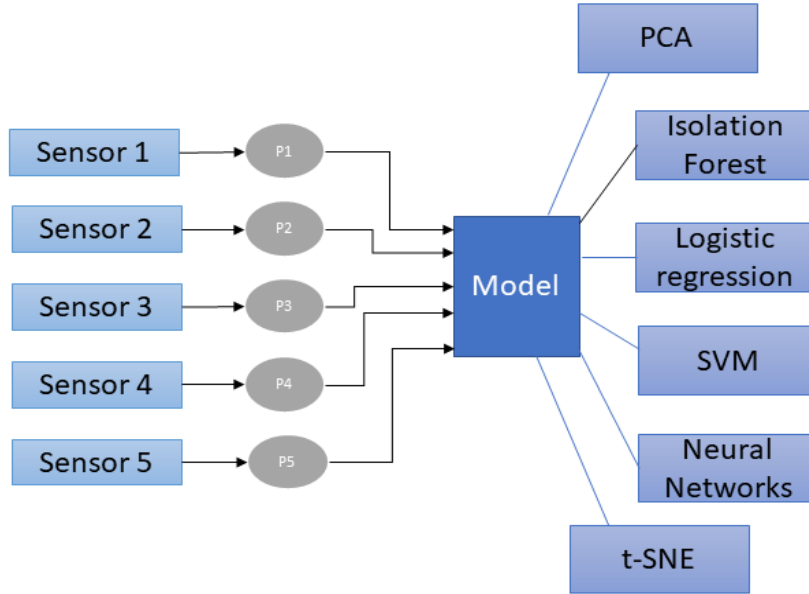 PCA
Isolation
Forest
Sensor 1
P1
Sensor 2
P2
Logistic
regression
Model
Sensor 3
P3
SVM
Sensor 4
P4
Neural
Networks
Sensor 5
P5
t-SNE